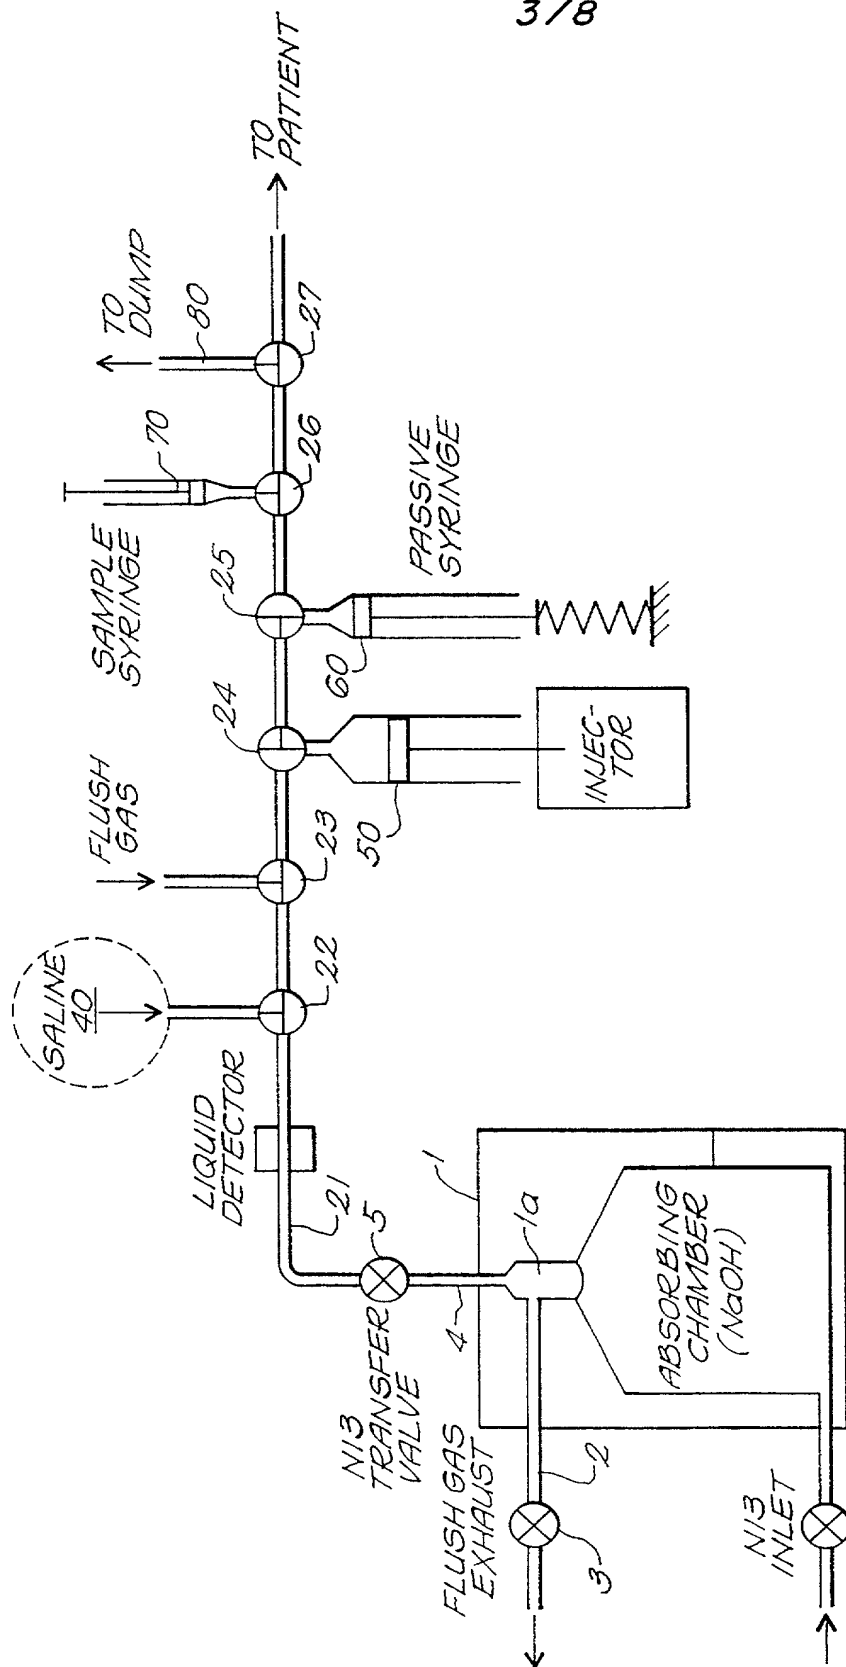 3/8
TO
PATIENT
TO
DUMP
80
27
70
SAMPLE
SYRINGE
26
PASSIVE
SYRINGE
25
60
24
INJEC-
TOR
50
FLUSH
GAS
23
SALINE
40
22
LIQUID
DETECTOR
21
5
N13
TRANSFER
VALVE
4
1
1a
ABSORBING
CHAMBER
(NaOH)
FLUSH GAS
EXHAUST
2
3
N13
INLET